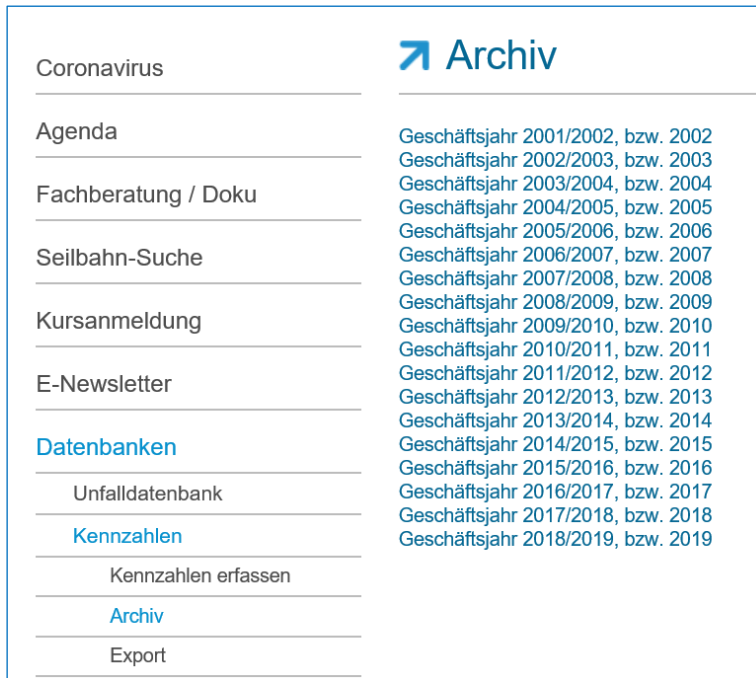 Coronavirus
Agenda
Fachberatung / Doku
Seilbahn-Suche
Kursanmeldung
E-Newsletter
Datenbanken
Unfalldatenbank
Kennzahlen
Kennzahlen erfassen
Archiv
Export
Archiv
Geschäftsjahr 2001/2002, bzw. 2002
Geschäftsjahr 2002/2003, bzw. 2003
Geschäftsjahr 2003/2004, bzw. 2004
Geschäftsjahr 2004/2005, bzw. 2005
Geschäftsjahr 2005/2006, bzw. 2006
Geschäftsjahr 2006/2007, bzw. 2007
Geschäftsjahr 2007/2008, bzw. 2008
Geschäftsjahr 2008/2009, bzw. 2009
Geschäftsjahr 2009/2010, bzw. 2010
Geschäftsjahr 2010/2011, bzw. 2011
Geschäftsjahr 2011/2012, bzw. 2012
Geschäftsjahr 2012/2013, bzw. 2013
Geschäftsjahr 2013/2014, bzw. 2014
Geschäftsjahr 2014/2015, bzw. 2015
Geschäftsjahr 2015/2016, bzw. 2016
Geschäftsjahr 2016/2017, bzw. 2017
Geschäftsjahr 2017/2018, bzw. 2018
Geschäftsjahr 2018/2019, bzw. 2019